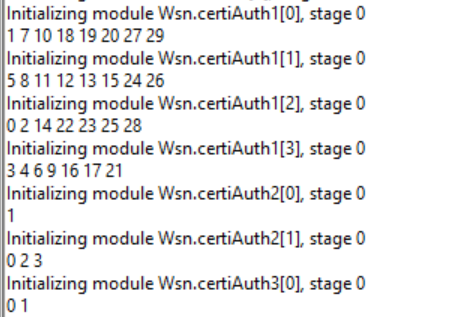 Initializing module Wsn.certiAuth1[0], stage 0
1 7 10 18 19 20 27 29
Initializing module Wsn.certiAuth1[1], stage 0
5 8 11 12 13 15 24 26
Initializing module Wsn.certiAuth1[2], stage 0
0 2 14 22 23 25 28
Initializing module Wsn.certiAuth1[3], stage 0
3 4 6 9 16 17 21
Initializing module Wsn.certiAuth2[0], stage 0
1
Initializing module Wsn.certiAuth2[1], stage 0
0 2 3
Initializing module Wsn.certiAuth3[0], stage 0
0 1